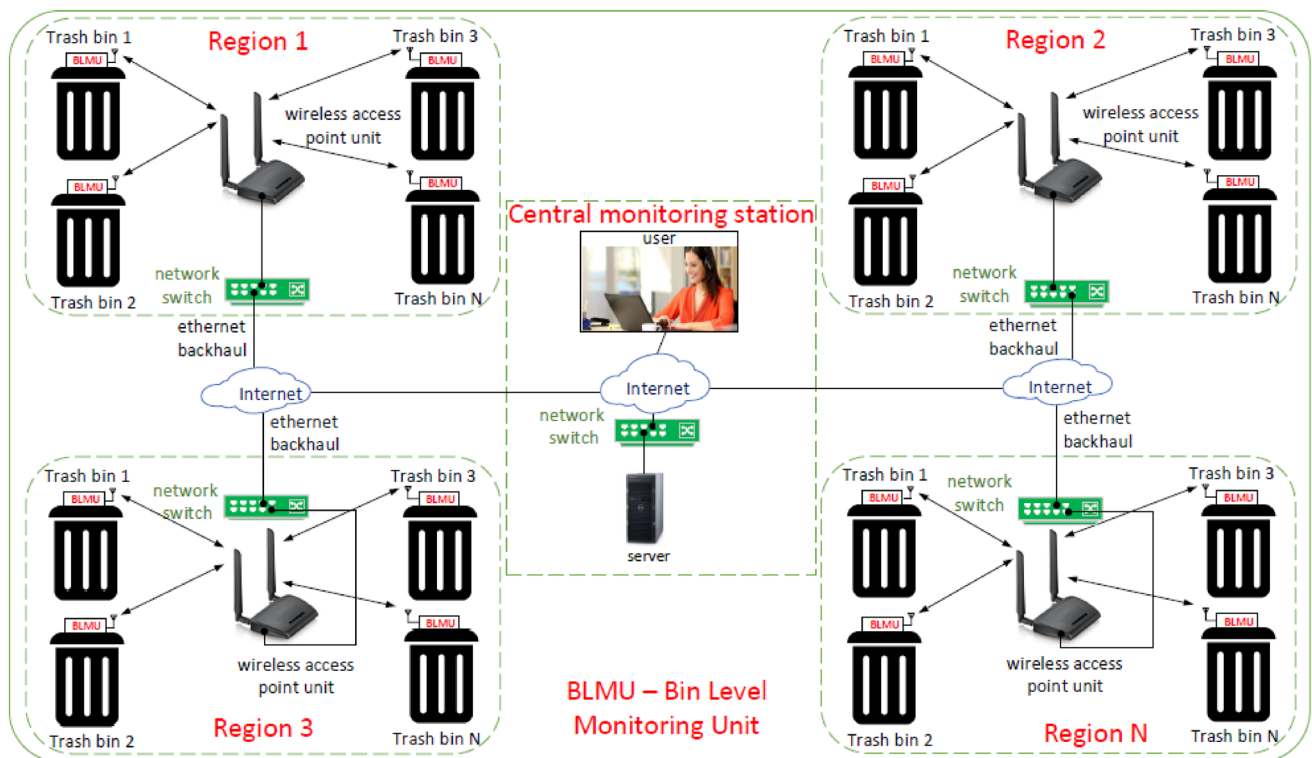 Trash bin 1
Region 1
Trash bin 3
BLMU
BLMU
wireless access
point unit
BLMU
BLMU
Trash bin 2
network
switch
Trash bin N
ethernet
backhaul
Trash bin 1
Region 2
Trash bin 3
BLMU
BLMU
wireless access
point unit
BLMU
BLMU
Trash bin 2
network
switch
Trash bin N
ethernet
backhaul
Central monitoring station
user
Internet
Internet
Internet
network
switch
server
ethernet
backhaul
Trash bin 1
network
switch
Trash bin 3
BLMU
BLMU
BLMU
BLMU
wireless access
point unit
Trash bin 2
Region 3
Trash bin N
ethernet
backhaul
Trash bin 1
network
switch
Trash bin 3
BLMU
BLMU
BLMU
BLMU
wireless access
point unit
Trash bin 2
Region N
Trash bin N
BLMU – Bin Level
Monitoring Unit